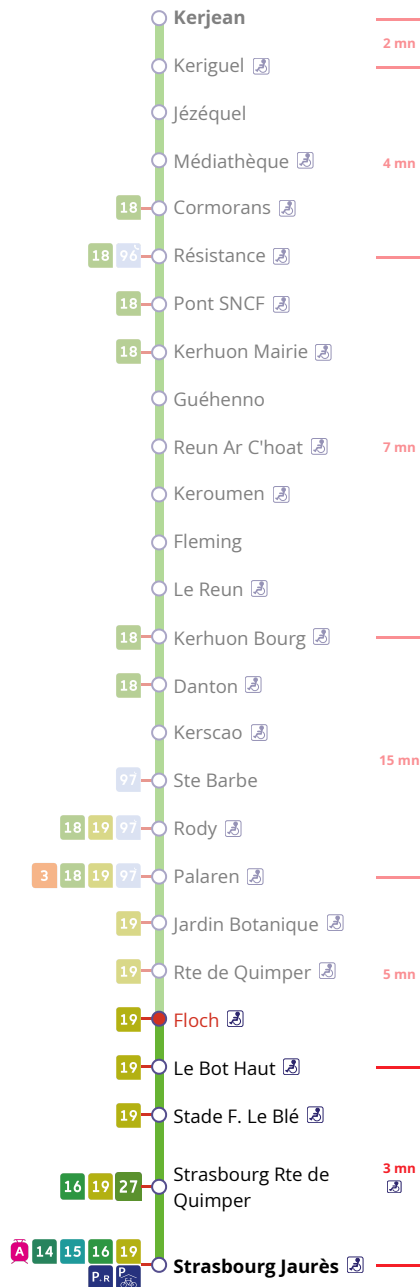 Kerjean
2 mn
Keriguel
Jézéquel
Médiathèque
4 mn
18 Cormorans
18 96 Résistance
18 Pont SNCF
18 Kerhuon Mairie
Guéhenno
Reun Ar C'hoat
7 mn
Keroumen
Fleming
Le Reun
18 Kerhuon Bourg
18 Danton
Kerscao
15 mn
97 Ste Barbe
18 19 97 Rody
3 18 19 97 Palaren
19 Jardin Botanique
19 Rte de Quimper
5 mn
19 Floch
19 Le Bot Haut
19 Stade F. Le Blé
3 mn
16 19 27 Strasbourg Rte de
Quimper
A 14 15 16 19 Strasbourg Jaurès
P.R P